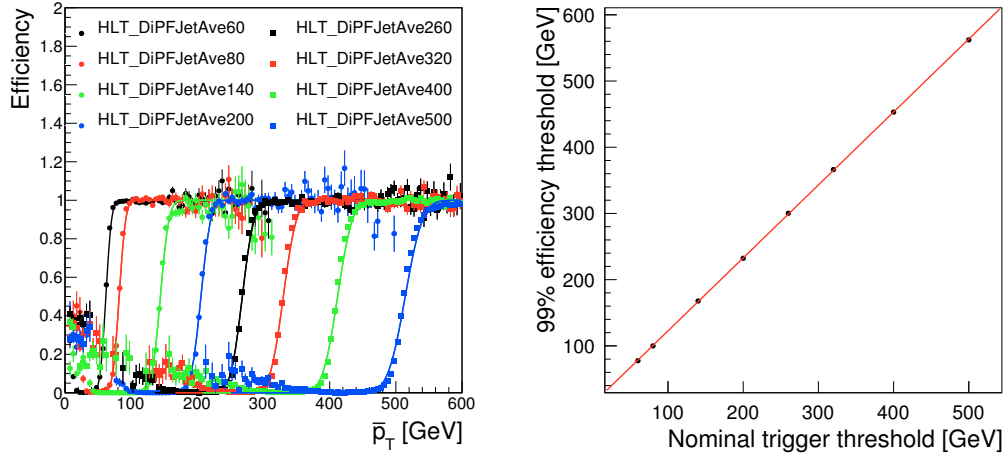 Efficiency
2
1.8
1.6
1.4
1.2
1
0.8
0.6
0.4
0.2
0
HLT_DiPFJetAve60
HLT_DiPFJetAve80
HLT_DiPFJetAve140
HLT_DiPFJetAve200
HLT_DiPFJetAve260
HLT_DiPFJetAve320
HLT_DiPFJetAve400
HLT_DiPFJetAve500
0 100 200 300 400 500 600
p̅_T [GeV]
99% efficiency threshold [GeV]
600
500
400
300
200
100
100 200 300 400 500
Nominal trigger threshold [GeV]